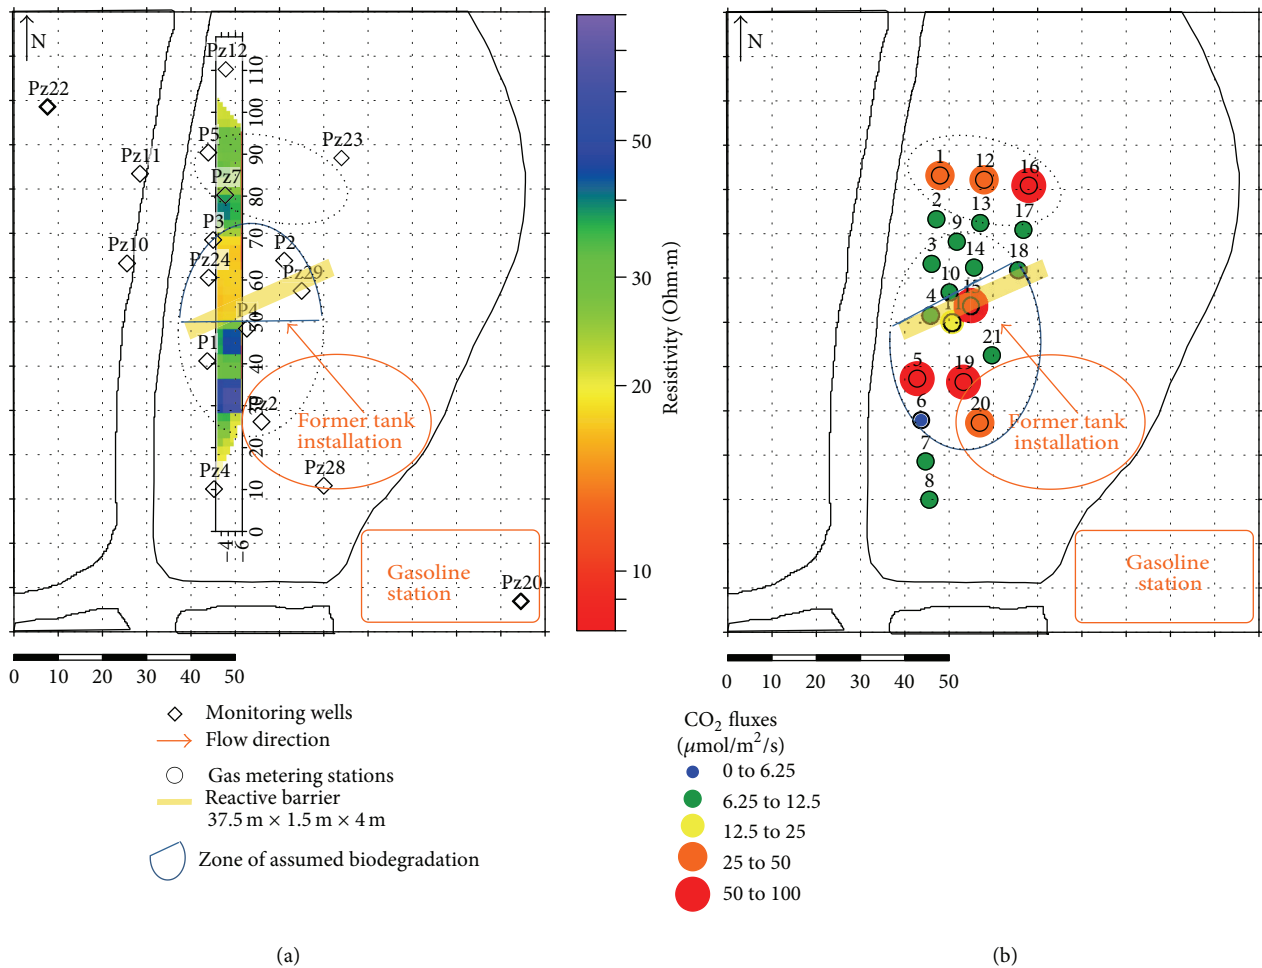 N
Pz12
Pz22
Pz23
P5
Pz11
Pz7
P3
P2
Pz10
Pz24
Pz29
P4
P1
Pz2
Former tank
installation
Pz4
Pz28
Gasoline
station
Pz20
0
10
20
30
40
50
60
70
80
90
100
110
−4
−6
0 10 20 30 40 50
Monitoring wells
Flow direction
Gas metering stations
Reactive barrier
37.5 m × 1.5 m × 4 m
Zone of assumed biodegradation
(a)
50
30
20
10
Resistivity (Ohm·m)
N
1
12
16
2
13
17
9
3
14
18
10
15
4
11
21
5
19
6
20
Former tank
installation
7
8
Gasoline
station
0 10 20 30 40 50
CO2 fluxes
(μmol/m2/s)
0 to 6.25
6.25 to 12.5
12.5 to 25
25 to 50
50 to 100
(b)